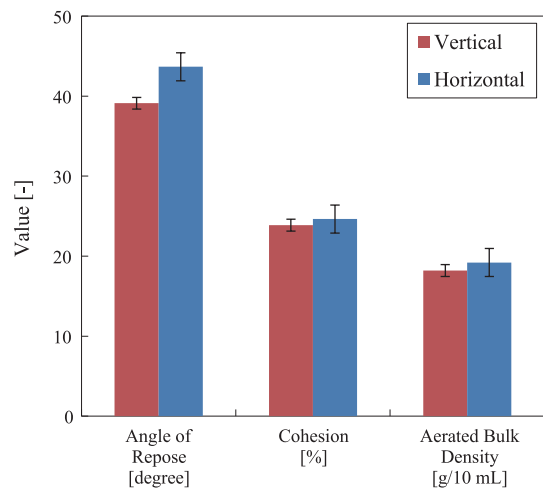 50
40
30
20
10
0
Value [-]
Vertical
Horizontal
Angle of
Repose
[degree]
Cohesion
[%]
Aerated Bulk
Density
[g/10 mL]